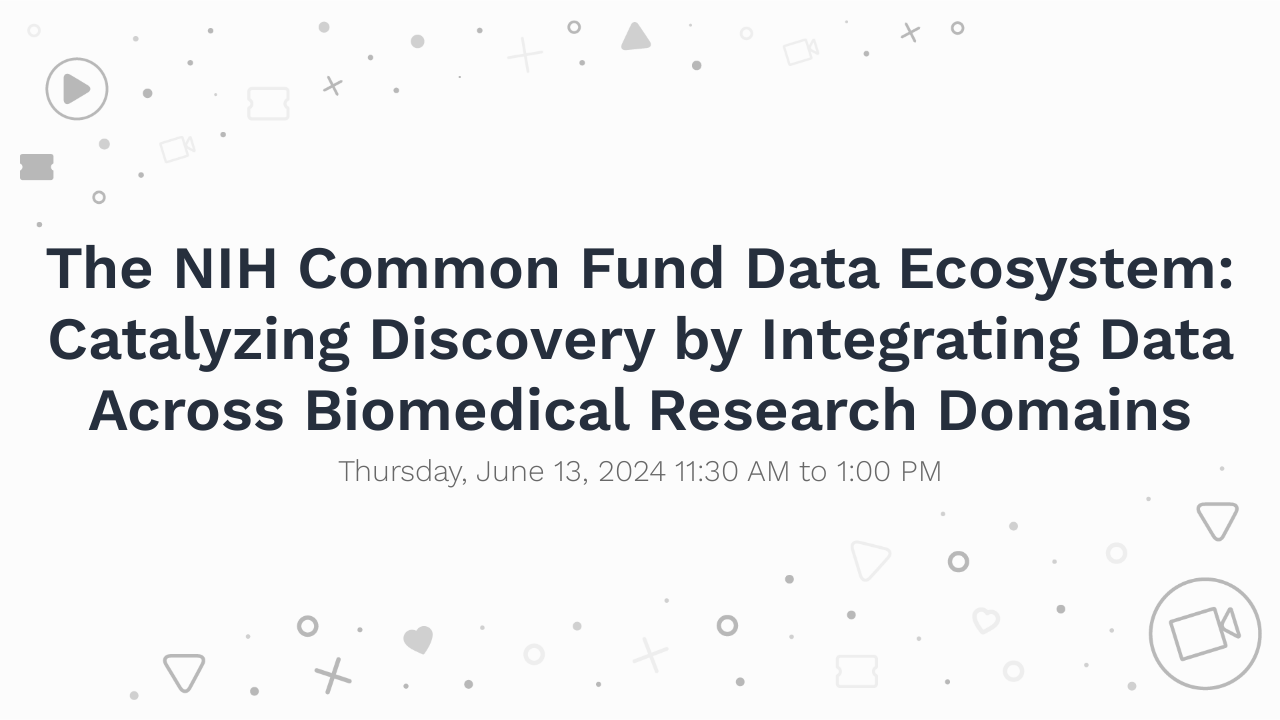 The NIH Common Fund Data Ecosystem:
Catalyzing Discovery by Integrating Data
Across Biomedical Research Domains
Thursday, June 13, 2024 11:30 AM to 1:00 PM